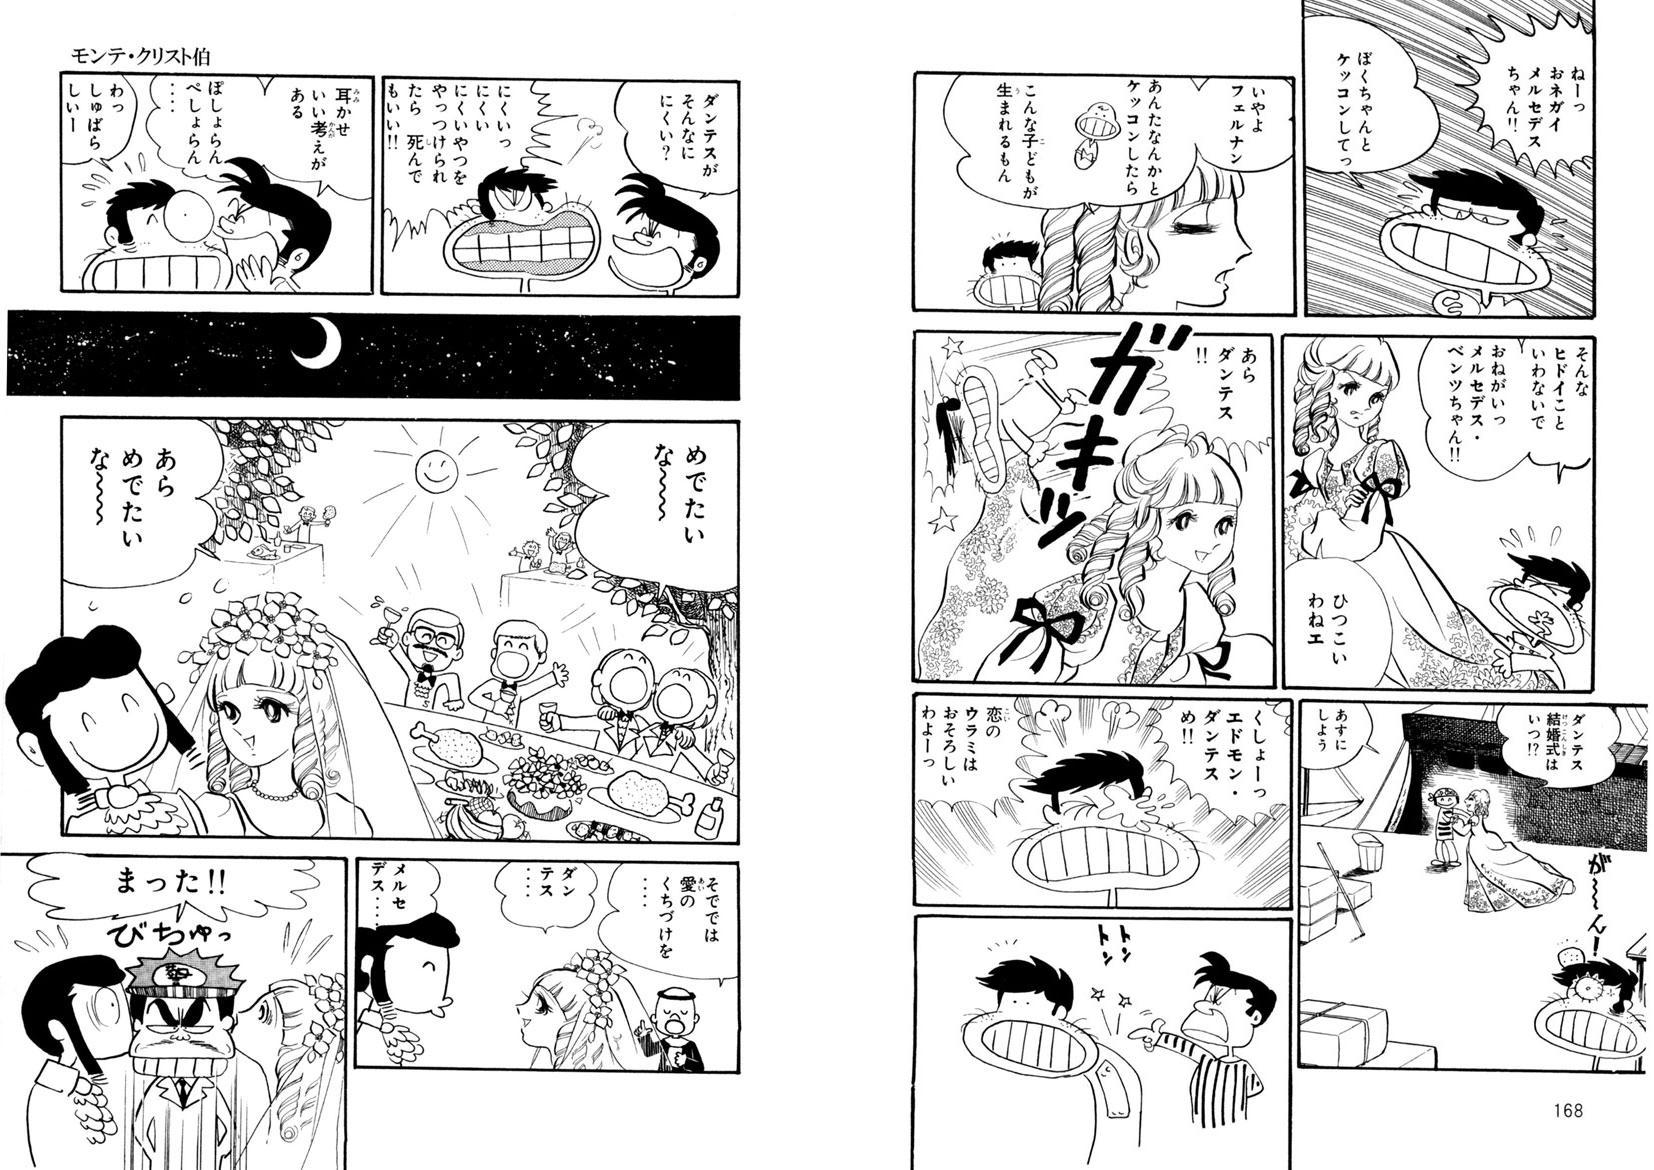 ねーっ
おネガイ
メルセデス
ちゃん!!
ぼくちゃんと
ケッコンしてっ
いやよ
フェルナン
あんたなんかと
ケッコンしたら
こんな子どもが
生まれるもん
そんな
ヒドイこと
いわないで
おねがいっ
メルセデス・
ベンツちゃん!!
ひつこい
わねエ
あら
ダンテス
!!
ガキッ
ダンテス
結婚式は
いっ!?
あすに
しよう
が〜〜ん!
くしょーっ
エドモン・
ダンテス
め!!
恋の
ウラミは
おそろしい
わよーっ
トントン
168
モンテ・クリスト伯
ダンテスが
そんなに
にくい?
にくいっ
にくい
にくいやつを
やっつけられ
たら 死んで
もいい!!
耳かせ
いい考えが
ある
ぽしょらん
ぺしょらん
‥‥
わっ
しゅばら
しいー
めでたい
な〜〜〜
あら
めでたい
な〜〜〜
そででは
愛の
くちづけを
‥‥
ダン
テス
‥‥
メルセ
デス‥‥
まった!!
びちゅっ